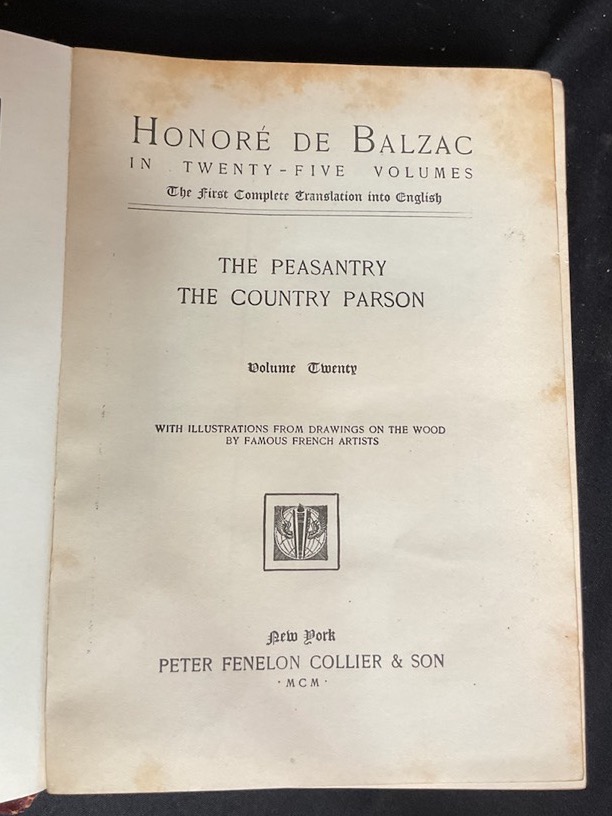 HONORÉ DE BALZAC
IN TWENTY-FIVE VOLUMES
The First Complete Translation into English
THE PEASANTRY
THE COUNTRY PARSON
Volume Twenty
WITH ILLUSTRATIONS FROM DRAWINGS ON THE WOOD
BY FAMOUS FRENCH ARTISTS
New York
PETER FENELON COLLIER & SON
· MCM ·